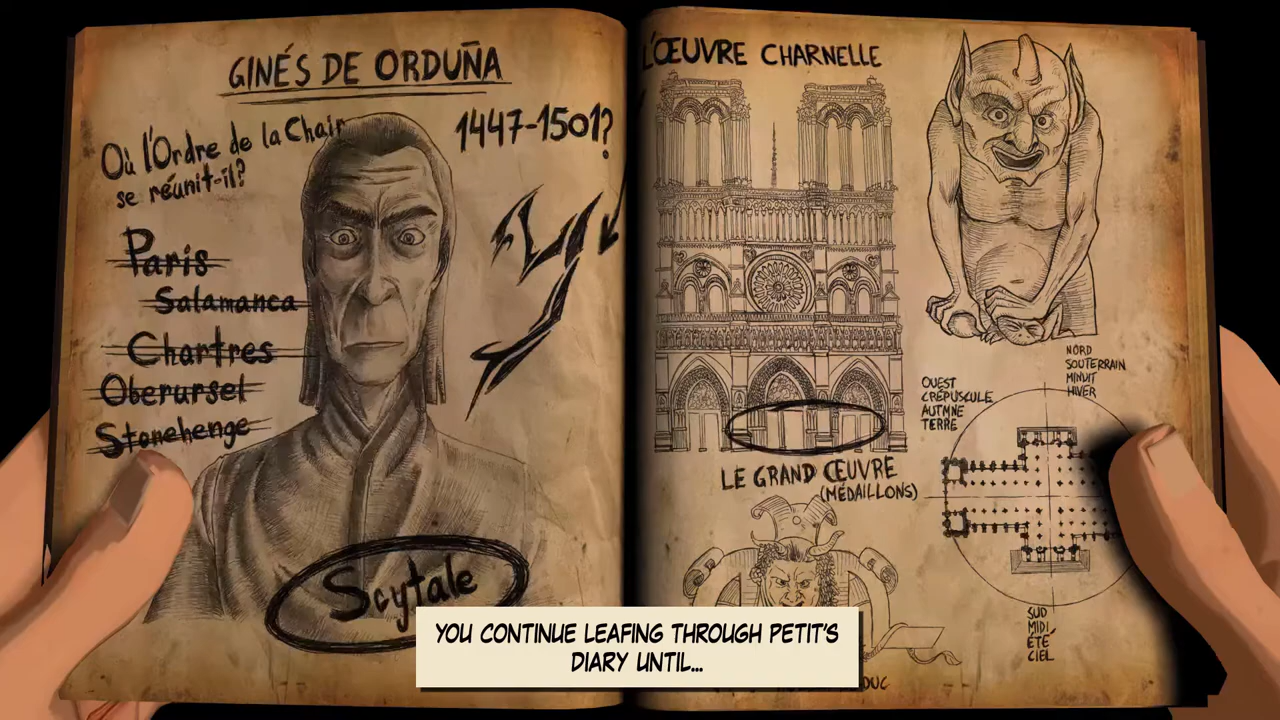 GINÉS DE ORDUÑA
Où l'Ordre de la Chair
se réunit-il?
1447-1501?
Paris
Salamanca
Chartres
Oberursel
Stonehenge
Scytale
L'ŒUVRE CHARNELLE
LE GRAND ŒUVRE
(MÉDAILLONS)
NORD
SOUTERRAIN
MINUIT
HIVER
OUEST
CRÉPUSCULE
AUTMNE
TERRE
SUD
MIDI
ÉTÉ
CIEL
YOU CONTINUE LEAFING THROUGH PETIT'S
DIARY UNTIL...